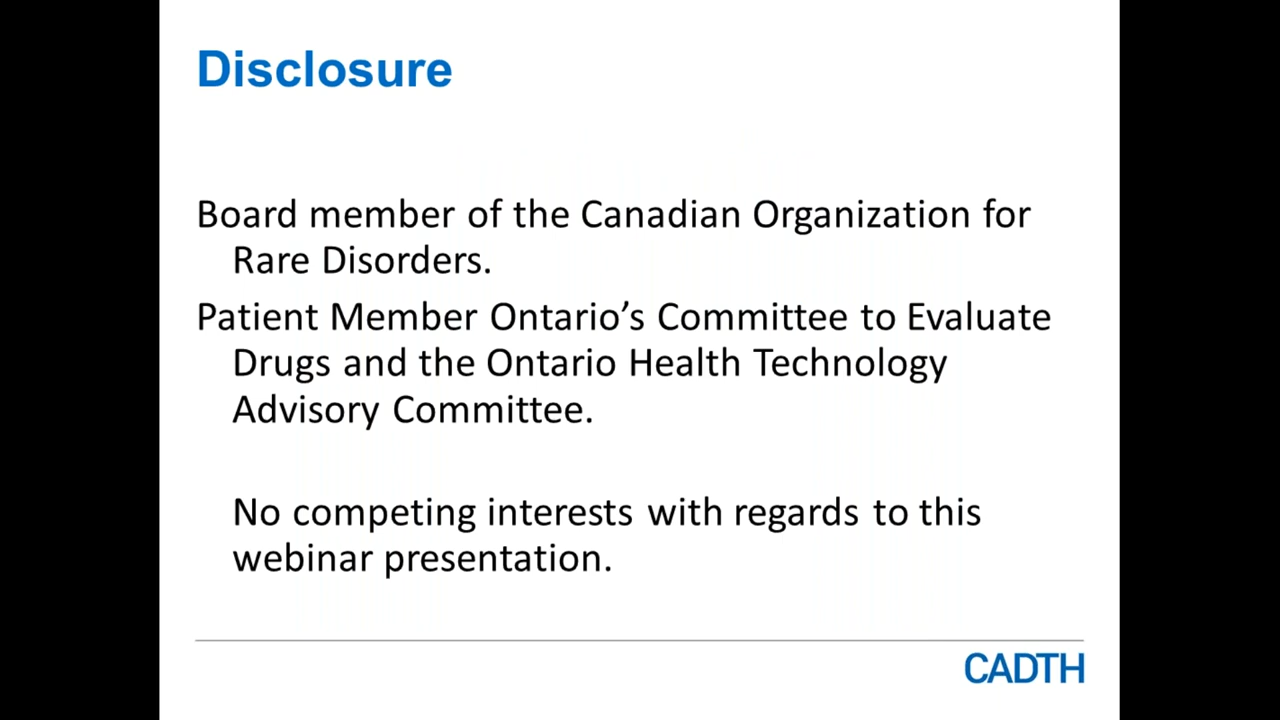 Disclosure
Board member of the Canadian Organization for
Rare Disorders.
Patient Member Ontario’s Committee to Evaluate
Drugs and the Ontario Health Technology
Advisory Committee.
No competing interests with regards to this
webinar presentation.
CADTH